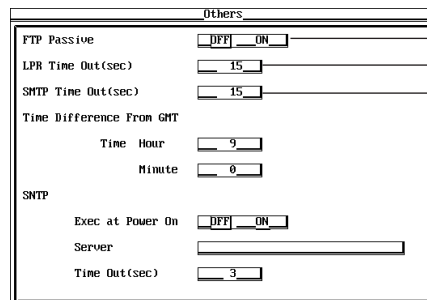 Others
FTP Passive OFF ON
LPR Time Out(sec) 15
SMTP Time Out(sec) 15
Time Difference From GMT
Time Hour 9
Minute 0
SNTP
Exec at Power On OFF ON
Server
Time Out(sec) 3